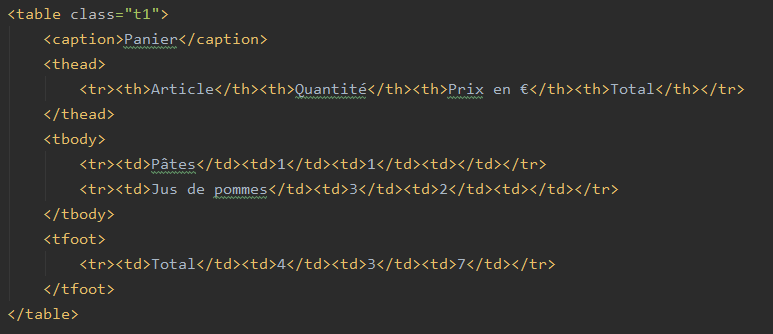 <table class="t1">
    <caption>Panier</caption>
    <thead>
        <tr><th>Article</th><th>Quantité</th><th>Prix en €</th><th>Total</th></tr>
    </thead>
    <tbody>
        <tr><td>Pâtes</td><td>1</td><td>1</td><td></td></tr>
        <tr><td>Jus de pommes</td><td>3</td><td>2</td><td></td></tr>
    </tbody>
    <tfoot>
        <tr><td>Total</td><td>4</td><td>3</td><td>7</td></tr>
    </tfoot>
</table>